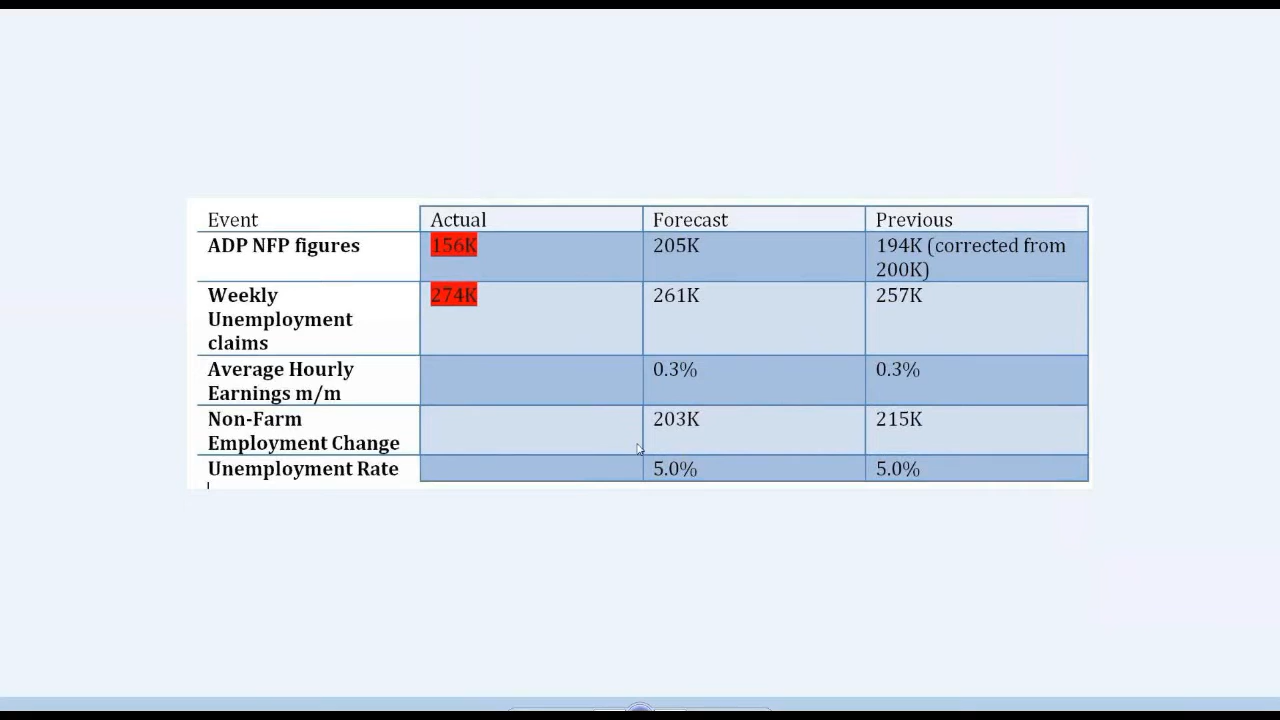 Event Actual Forecast Previous
ADP NFP figures 156K 205K 194K (corrected from
200K)
Weekly 274K 261K 257K
Unemployment
claims
Average Hourly 0.3% 0.3%
Earnings m/m
Non-Farm 203K 215K
Employment Change
Unemployment Rate 5.0% 5.0%